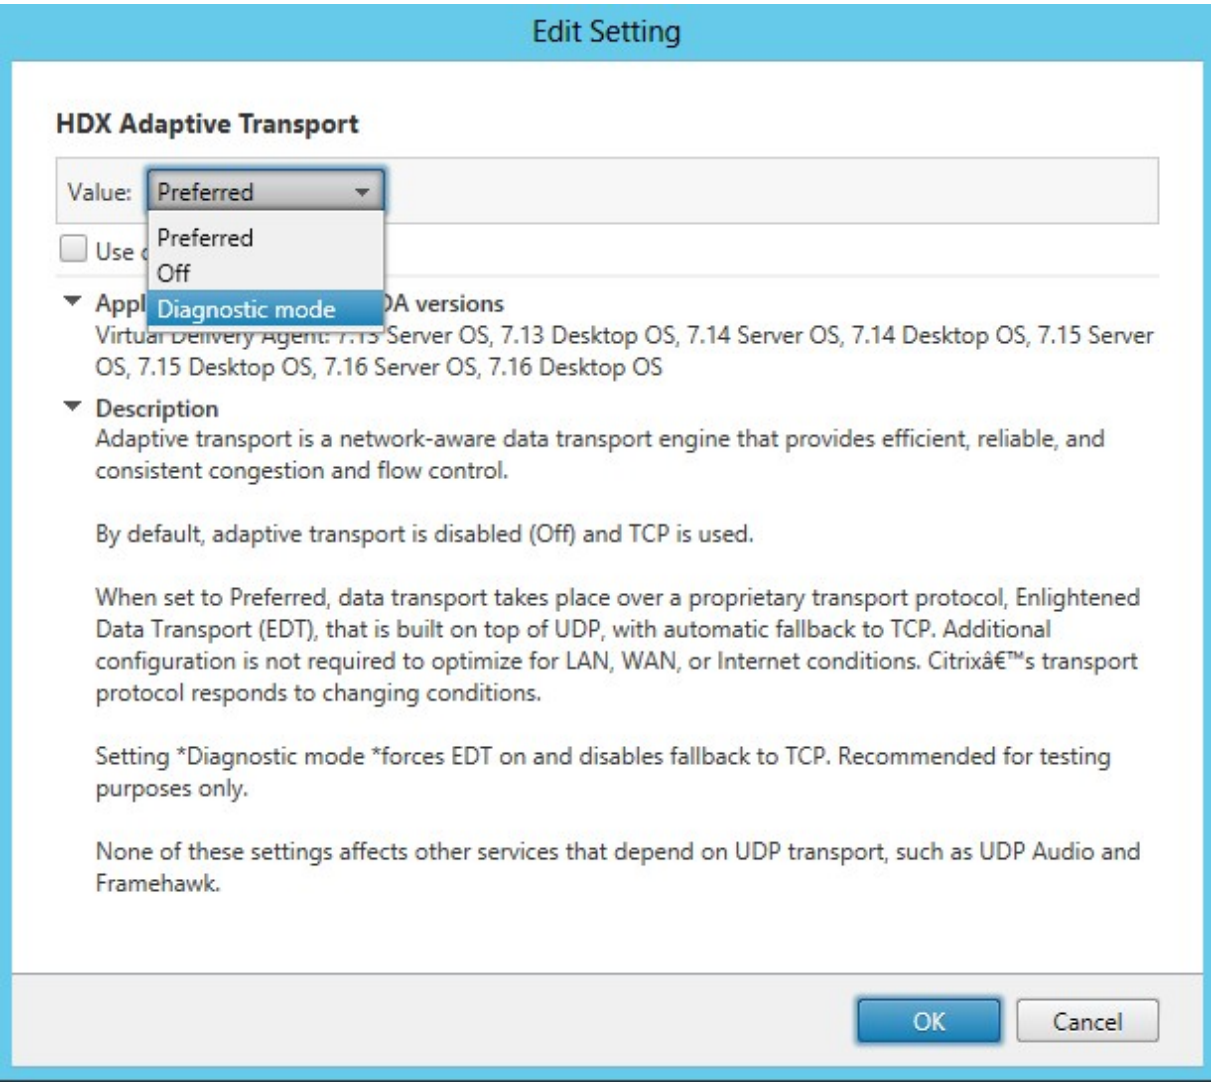 Edit Setting
HDX Adaptive Transport
Value: Preferred
Preferred
Use
Off
Diagnostic mode
Appl DA versions
Virtual Delivery Agent: 7.13 Server OS, 7.13 Desktop OS, 7.14 Server OS, 7.14 Desktop OS, 7.15 Server
OS, 7.15 Desktop OS, 7.16 Server OS, 7.16 Desktop OS
Description
Adaptive transport is a network-aware data transport engine that provides efficient, reliable, and
consistent congestion and flow control.
By default, adaptive transport is disabled (Off) and TCP is used.
When set to Preferred, data transport takes place over a proprietary transport protocol, Enlightened
Data Transport (EDT), that is built on top of UDP, with automatic fallback to TCP. Additional
configuration is not required to optimize for LAN, WAN, or Internet conditions. Citrixâ€™s transport
protocol responds to changing conditions.
Setting *Diagnostic mode *forces EDT on and disables fallback to TCP. Recommended for testing
purposes only.
None of these settings affects other services that depend on UDP transport, such as UDP Audio and
Framehawk.
OK Cancel